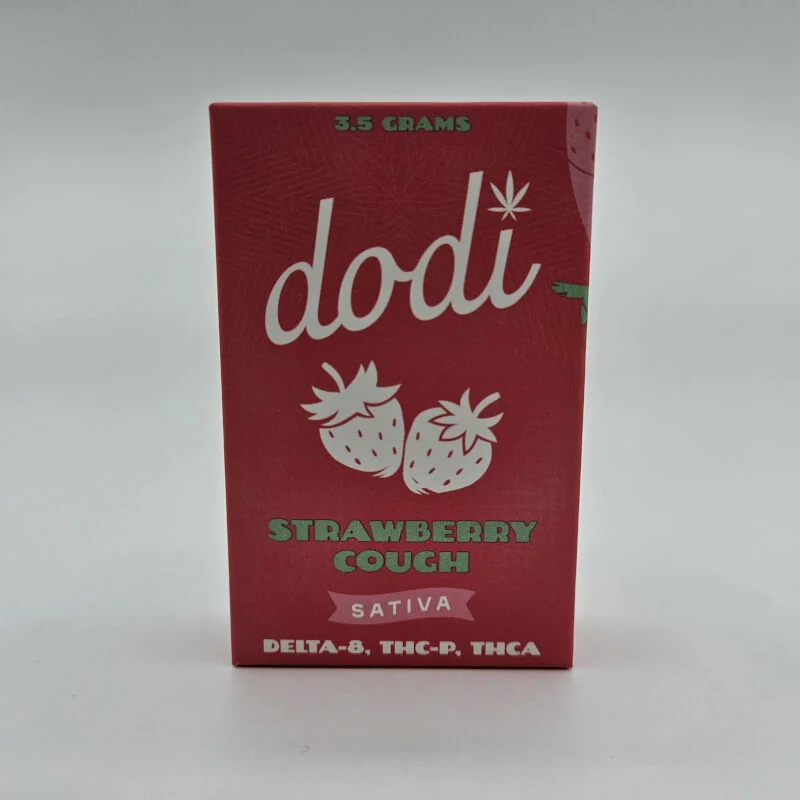 3.5 GRAMS
dodi
STRAWBERRY
COUGH
SATIVA
DELTA-8, THC-P, THCA